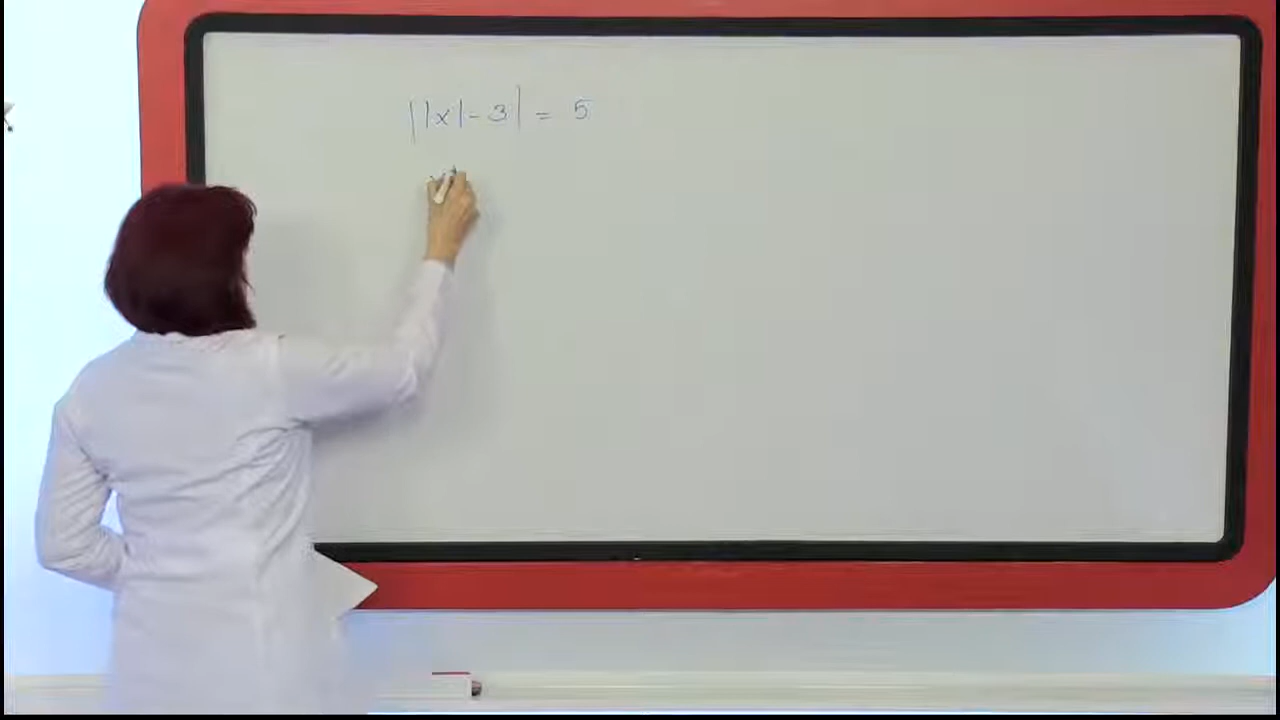 ||x| - 3| = 5